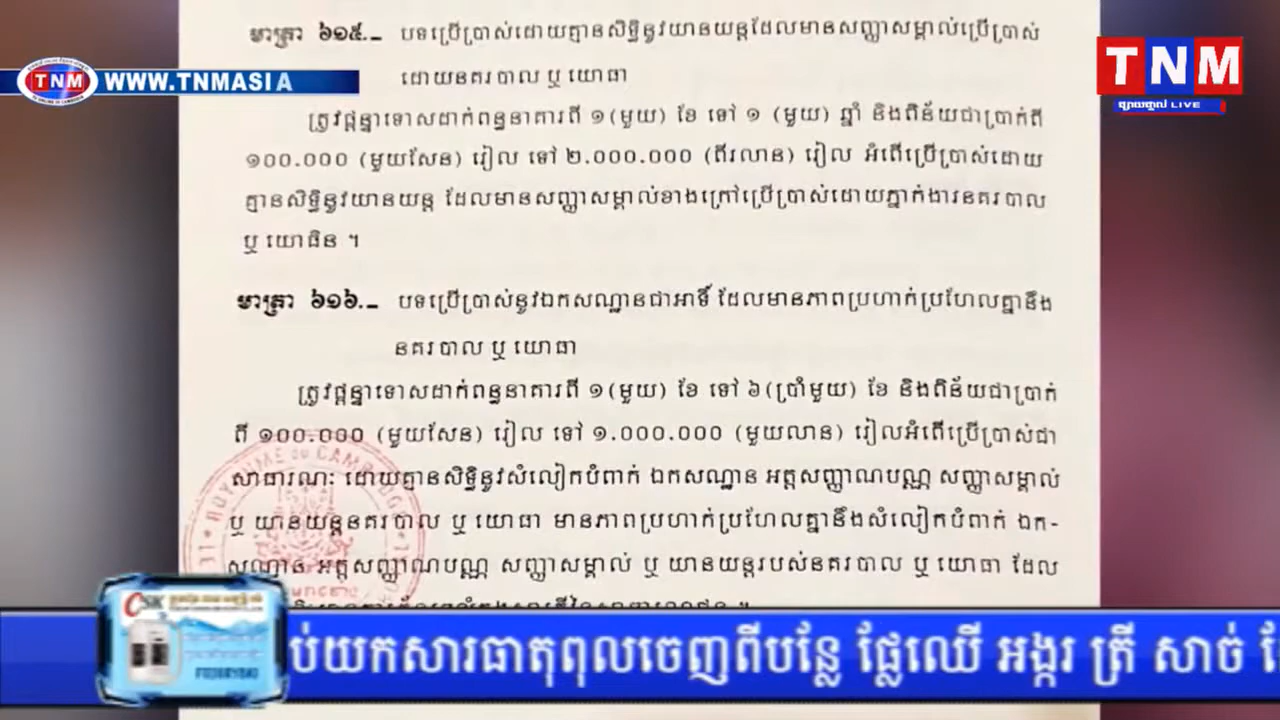 មាត្រា ៦១៥._ បទប្រើប្រាស់ដោយគ្មានសិទ្ធិនូវយានយន្តដែលមានសញ្ញាសម្គាល់ប្រើប្រាស់
ដោយនគរបាល ឬ យោធា
TNM
WWW.TNMASIA
TNM
ផ្សាយផ្ទាល់ LIVE
ត្រូវផ្តន្ទាទោសដាក់ពន្ធនាគារពី ១(មួយ) ខែ ទៅ ១ (មួយ) ឆ្នាំ និងពិន័យជាប្រាក់ពី
១០០.០០០ (មួយសែន) រៀល ទៅ ២.០០០.០០០ (ពីរលាន) រៀល អំពើប្រើប្រាស់ដោយ
គ្មានសិទ្ធិនូវយានយន្ត ដែលមានសញ្ញាសម្គាល់ខាងក្រៅប្រើប្រាស់ដោយភ្នាក់ងារនគរបាល
ឬ យោធិន ។
មាត្រា ៦១៦._ បទប្រើប្រាស់នូវឯកសណ្ឋានជាអាទិ៍ ដែលមានភាពប្រហាក់ប្រហែលគ្នានឹង
នគរបាល ឬ យោធា
ត្រូវផ្តន្ទាទោសដាក់ពន្ធនាគារពី ១(មួយ) ខែ ទៅ ៦(ប្រាំមួយ) ខែ និងពិន័យជាប្រាក់
ពី ១០០.០០០ (មួយសែន) រៀល ទៅ ១.០០០.០០០ (មួយលាន) រៀលអំពើប្រើប្រាស់ជា
សាធារណៈ ដោយគ្មានសិទ្ធិនូវសំលៀកបំពាក់ ឯកសណ្ឋាន អត្តសញ្ញាណបណ្ណ សញ្ញាសម្គាល់
ឬ យានយន្តនគរបាល ឬ យោធា មានភាពប្រហាក់ប្រហែលគ្នានឹងសំលៀកបំពាក់ ឯក-
សណ្ឋាន អត្តសញ្ញាណបណ្ណ សញ្ញាសម្គាល់ ឬ យានយន្តរបស់នគរបាល ឬ យោធា ដែល
ROYAUME DU CAMBODGE
CSK
ប់យកសារធាតុពុលចេញពីបន្លែ ផ្លែឈើ អង្ករ ត្រី សាច់